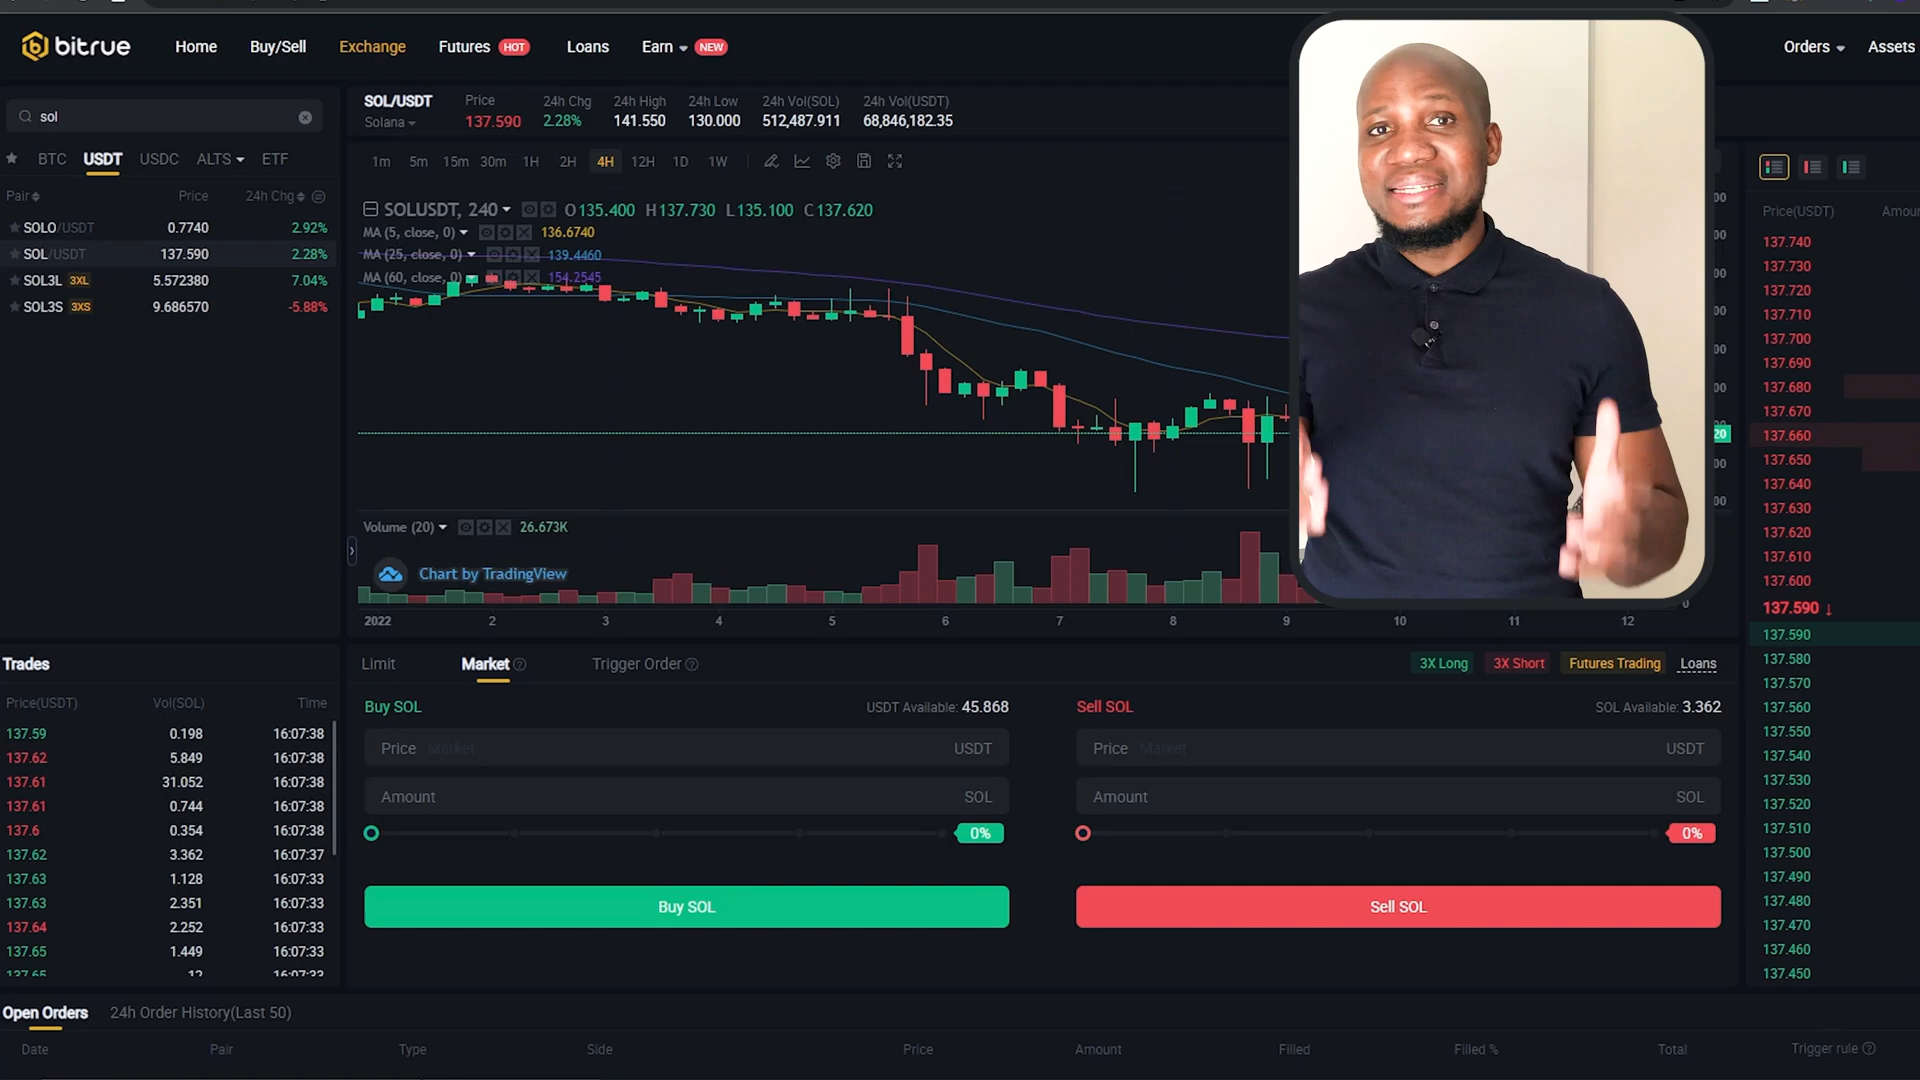 bitrue
Home Buy/Sell Exchange Futures HOT Loans Earn NEW Orders Assets
sol
BTC USDT USDC ALTS ETF
Pair Price 24h Chg
SOLO/USDT 0.7740 2.92%
SOL/USDT 137.590 2.28%
SOL3L 3XL 5.572380 7.04%
SOL3S 3XS 9.686570 -5.88%
SOL/USDT Price 24h Chg 24h High 24h Low 24h Vol(SOL) 24h Vol(USDT)
Solana 137.590 2.28% 141.550 130.000 512,487.911 68,846,182.35
1m 5m 15m 30m 1H 2H 4H 12H 1D 1W
SOLUSDT, 240 O135.400 H137.730 L135.100 C137.620
MA (5, close, 0) 136.6740
MA (25, close, 0) 139.4460
MA (60, close, 0) 154.2545
Volume (20) 26.673K
Chart by TradingView
2022 2 3 4 5 6 7 8 9 10 11 12
Price(USDT)
137.740
137.730
137.720
137.710
137.700
137.690
137.680
137.670
137.660
137.650
137.640
137.630
137.620
137.610
137.600
137.590 ↓
137.590
137.580
137.570
137.560
137.550
137.540
137.530
137.520
137.510
137.500
137.490
137.480
137.470
137.460
137.450
Trades
Price(USDT) Vol(SOL) Time
137.59 0.198 16:07:38
137.62 5.849 16:07:38
137.61 31.052 16:07:38
137.61 0.744 16:07:38
137.6 0.354 16:07:38
137.62 3.362 16:07:37
137.63 1.128 16:07:33
137.63 2.351 16:07:33
137.64 2.252 16:07:33
137.65 1.449 16:07:33
137.65 12 16:07:33
Limit Market Trigger Order 3X Long 3X Short Futures Trading Loans
Buy SOL USDT Available: 45.868
Price Market USDT
Amount SOL
0%
Buy SOL
Sell SOL SOL Available: 3.362
Price Market USDT
Amount SOL
0%
Sell SOL
Open Orders 24h Order History(Last 50)
Date Pair Type Side Price Amount Filled Filled % Total Trigger rule